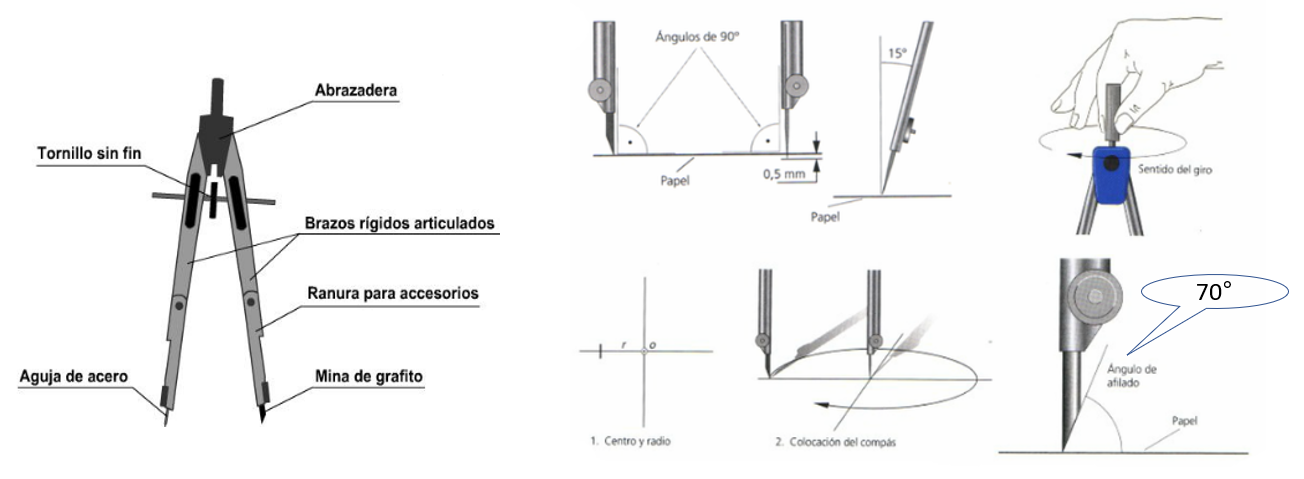 Abrazadera
Tornillo sin fin
Brazos rígidos articulados
Ranura para accesorios
Aguja de acero
Mina de grafito
Ángulos de 90°
Papel
0,5 mm
15°
Papel
Sentido del giro
r
o
1. Centro y radio
2. Colocación del compás
70°
Ángulo de
afilado
Papel